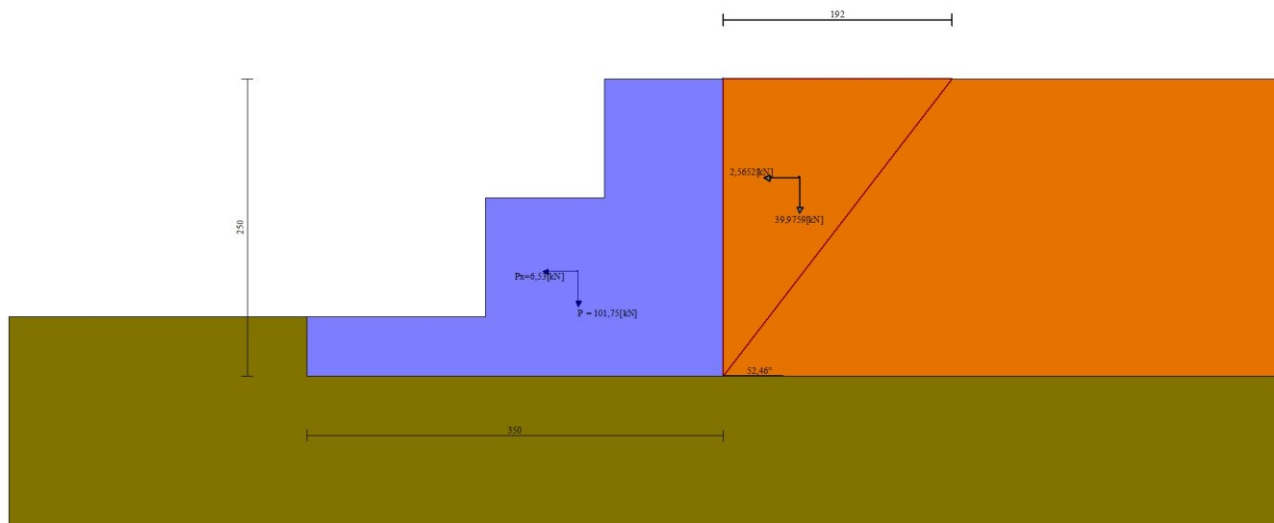 192
250
2,5652[kN]
39,9759[kN]
Px=6,53[kN]
P = 101,75[kN]
52,46°
350